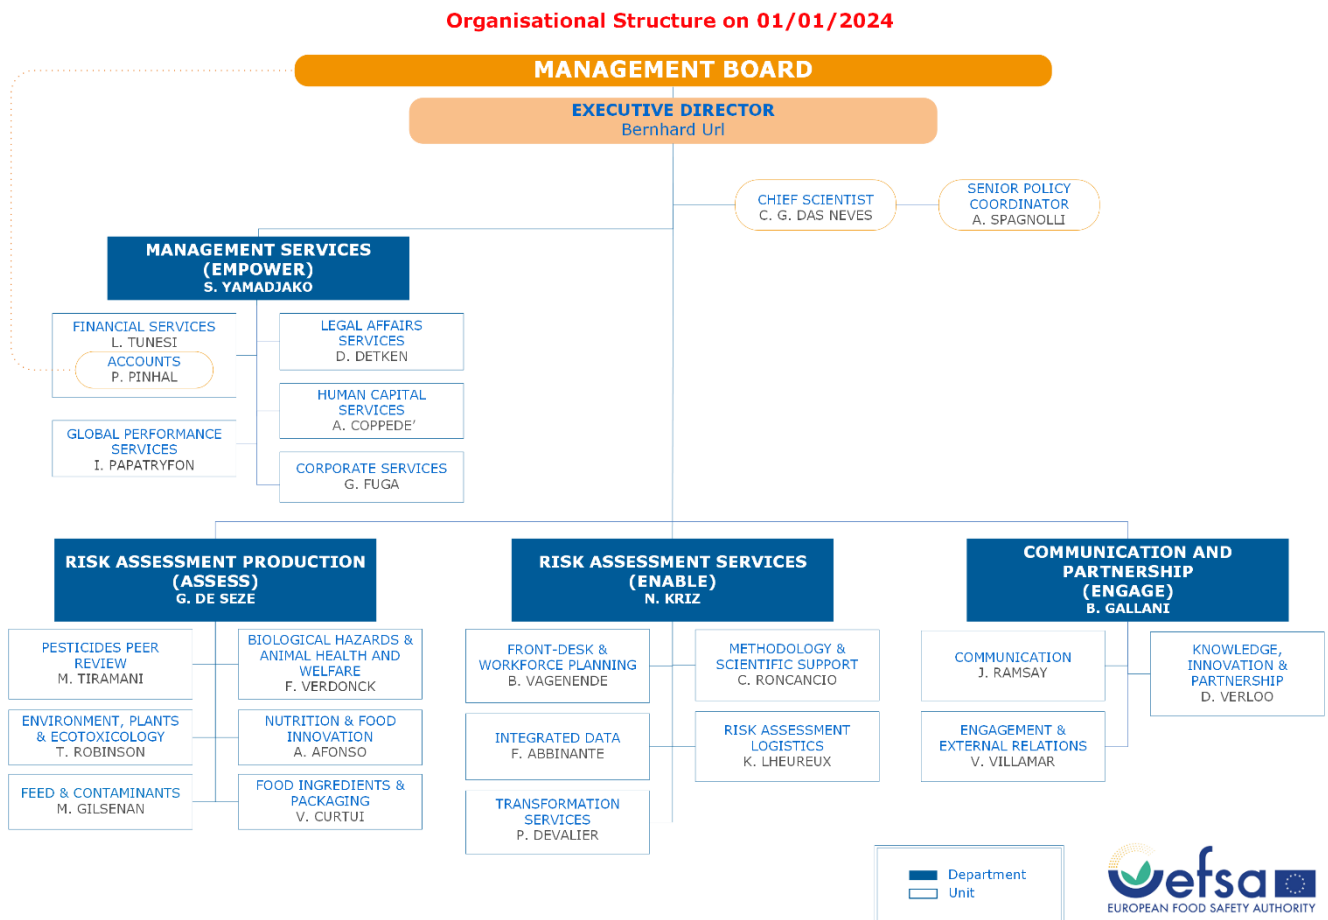 Organisational Structure on 01/01/2024
MANAGEMENT BOARD
EXECUTIVE DIRECTOR
Bernhard Url
CHIEF SCIENTIST
C. G. DAS NEVES
SENIOR POLICY
COORDINATOR
A. SPAGNOLLI
MANAGEMENT SERVICES
(EMPOWER)
S. YAMADJAKO
FINANCIAL SERVICES
L. TUNESI
ACCOUNTS
P. PINHAL
LEGAL AFFAIRS
SERVICES
D. DETKEN
HUMAN CAPITAL
SERVICES
A. COPPEDE’
GLOBAL PERFORMANCE
SERVICES
I. PAPATRYFON
CORPORATE SERVICES
G. FUGA
RISK ASSESSMENT PRODUCTION
(ASSESS)
G. DE SEZE
PESTICIDES PEER
REVIEW
M. TIRAMANI
BIOLOGICAL HAZARDS &
ANIMAL HEALTH AND
WELFARE
F. VERDONCK
ENVIRONMENT, PLANTS
& ECOTOXICOLOGY
T. ROBINSON
NUTRITION & FOOD
INNOVATION
A. AFONSO
FEED & CONTAMINANTS
M. GILSENAN
FOOD INGREDIENTS &
PACKAGING
V. CURTUI
RISK ASSESSMENT SERVICES
(ENABLE)
N. KRIZ
FRONT-DESK &
WORKFORCE PLANNING
B. VAGENENDE
METHODOLOGY &
SCIENTIFIC SUPPORT
C. RONCANCIO
INTEGRATED DATA
F. ABBINANTE
RISK ASSESSMENT
LOGISTICS
K. LHEUREUX
TRANSFORMATION
SERVICES
P. DEVALIER
COMMUNICATION AND
PARTNERSHIP
(ENGAGE)
B. GALLANI
COMMUNICATION
J. RAMSAY
KNOWLEDGE,
INNOVATION &
PARTNERSHIP
D. VERLOO
ENGAGEMENT &
EXTERNAL RELATIONS
V. VILLAMAR
Department
Unit
efsa
EUROPEAN FOOD SAFETY AUTHORITY